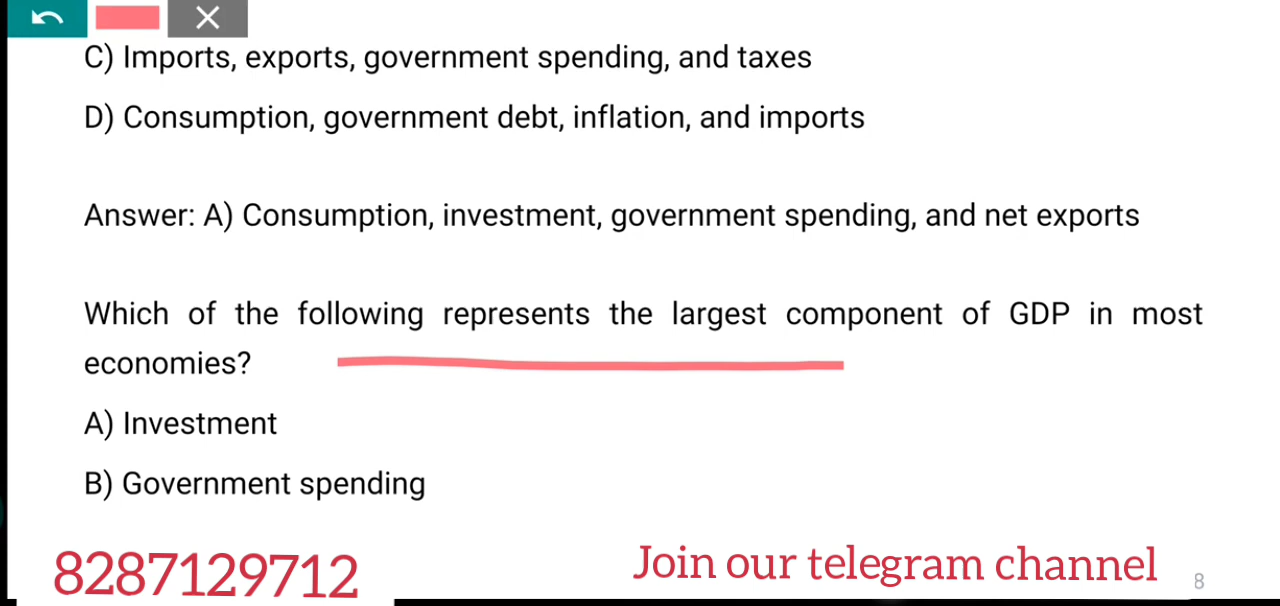 C) Imports, exports, government spending, and taxes
D) Consumption, government debt, inflation, and imports
Answer: A) Consumption, investment, government spending, and net exports
Which of the following represents the largest component of GDP in most
economies?
A) Investment
B) Government spending
8287129712
Join our telegram channel
8